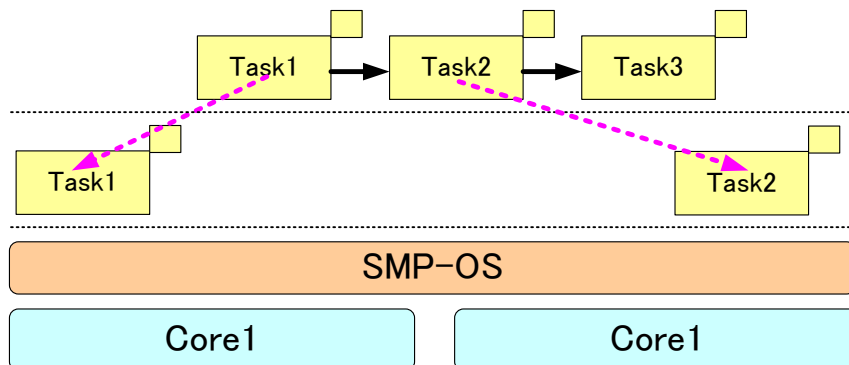 Task1
Task2
Task3
Task1
Task2
SMP-OS
Core1
Core1